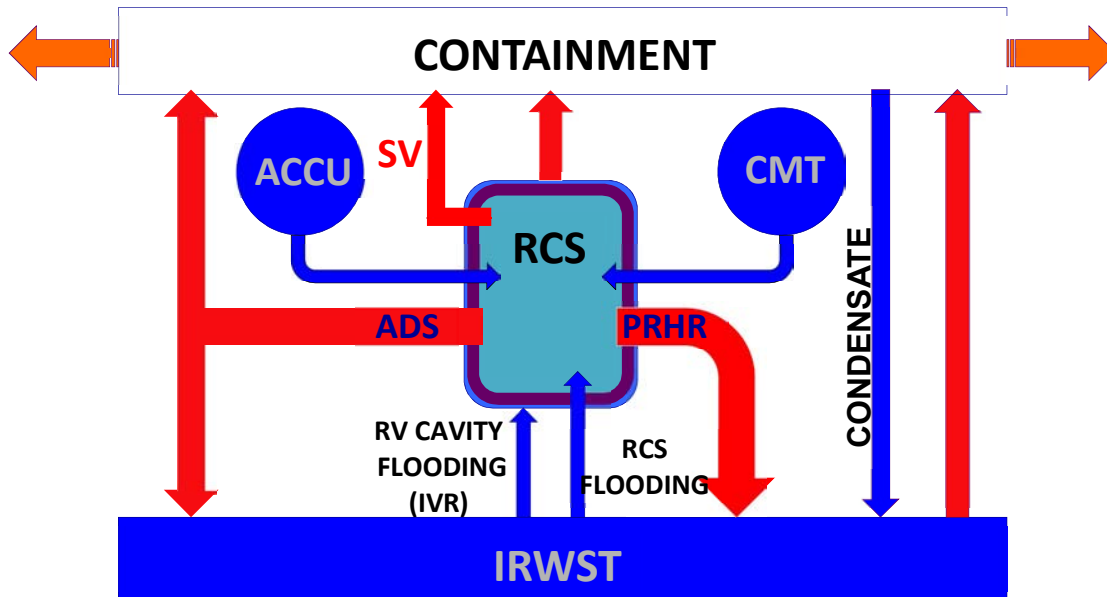 CONTAINMENT
SV
ACCU
CMT
RCS
CONDENSATE
ADS
PRHR
RV CAVITY
FLOODING
(IVR)
RCS
FLOODING
IRWST